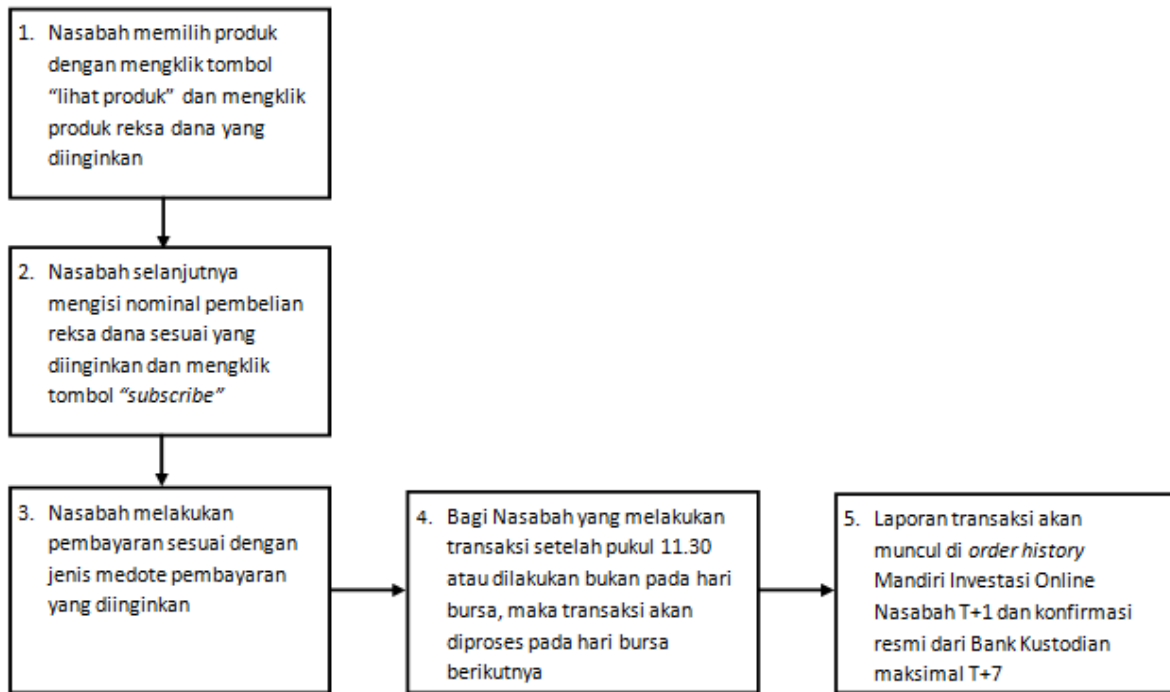 1. Nasabah memilih produk
dengan mengklik tombol
“lihat produk” dan mengklik
produk reksa dana yang
diinginkan
2. Nasabah selanjutnya
mengisi nominal pembelian
reksa dana sesuai yang
diinginkan dan mengklik
tombol “subscribe”
3. Nasabah melakukan
pembayaran sesuai dengan
jenis medote pembayaran
yang diinginkan
4. Bagi Nasabah yang melakukan
transaksi setelah pukul 11.30
atau dilakukan bukan pada hari
bursa, maka transaksi akan
diproses pada hari bursa
berikutnya
5. Laporan transaksi akan
muncul di order history
Mandiri Investasi Online
Nasabah T+1 dan konfirmasi
resmi dari Bank Kustodian
maksimal T+7